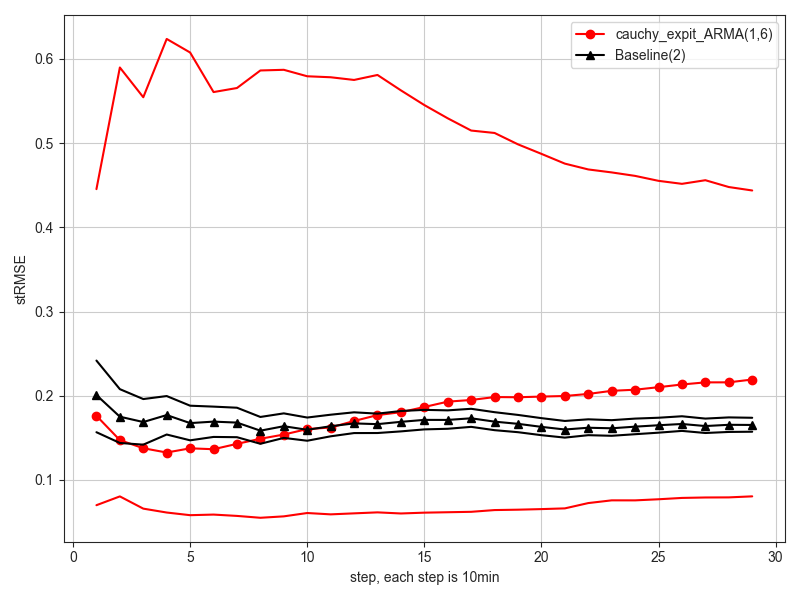 cauchy_expit_ARMA(1,6)
Baseline(2)
stRMSE
0.6
0.5
0.4
0.3
0.2
0.1
0 5 10 15 20 25 30
step, each step is 10min